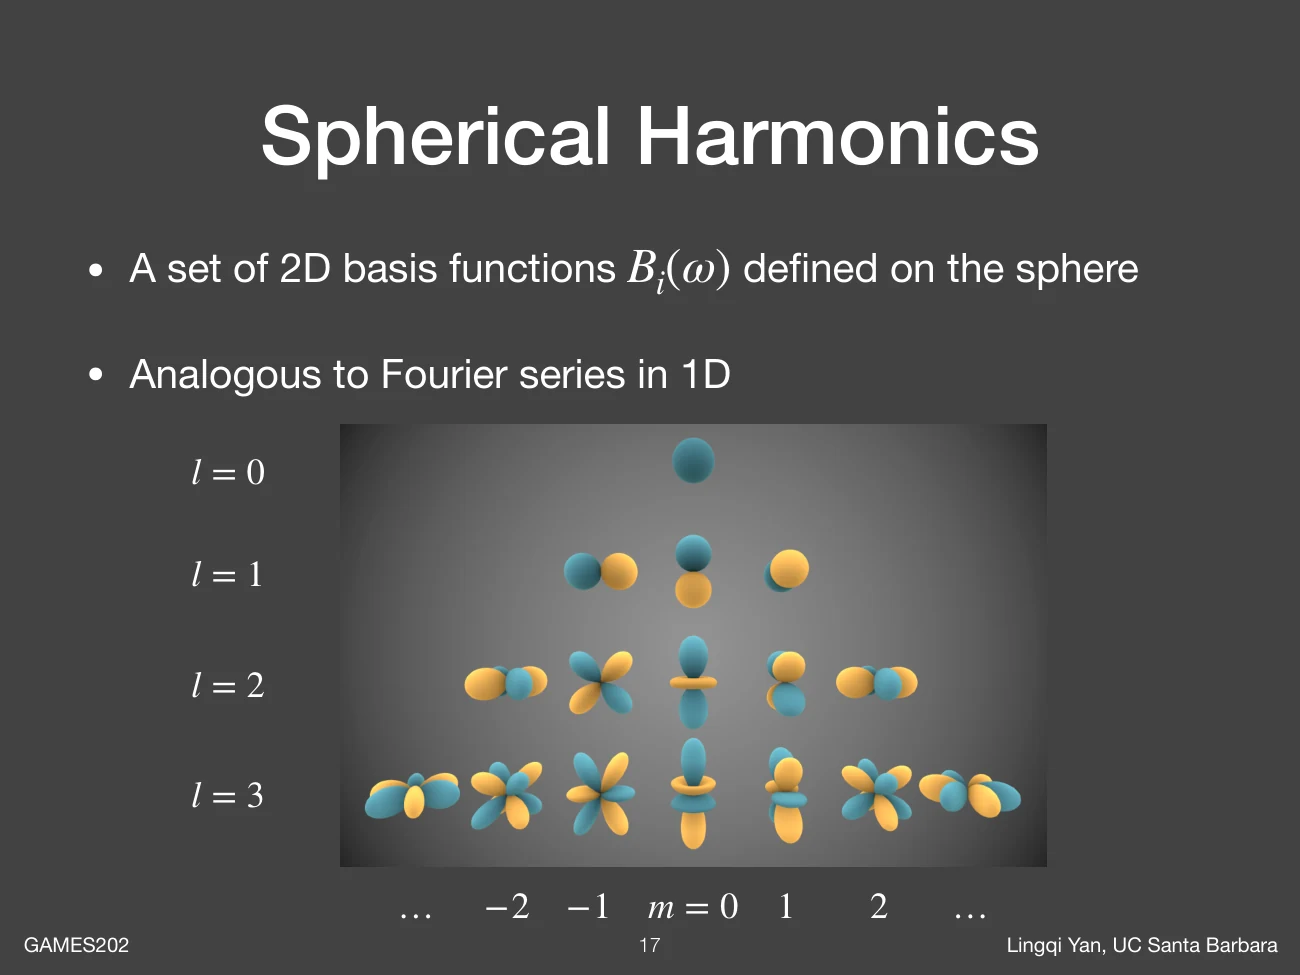 Spherical Harmonics
• A set of 2D basis functions B_i(ω) defined on the sphere
• Analogous to Fourier series in 1D
l = 0
l = 1
l = 2
l = 3
… −2 −1 m = 0 1 2 …
GAMES202 17 Lingqi Yan, UC Santa Barbara